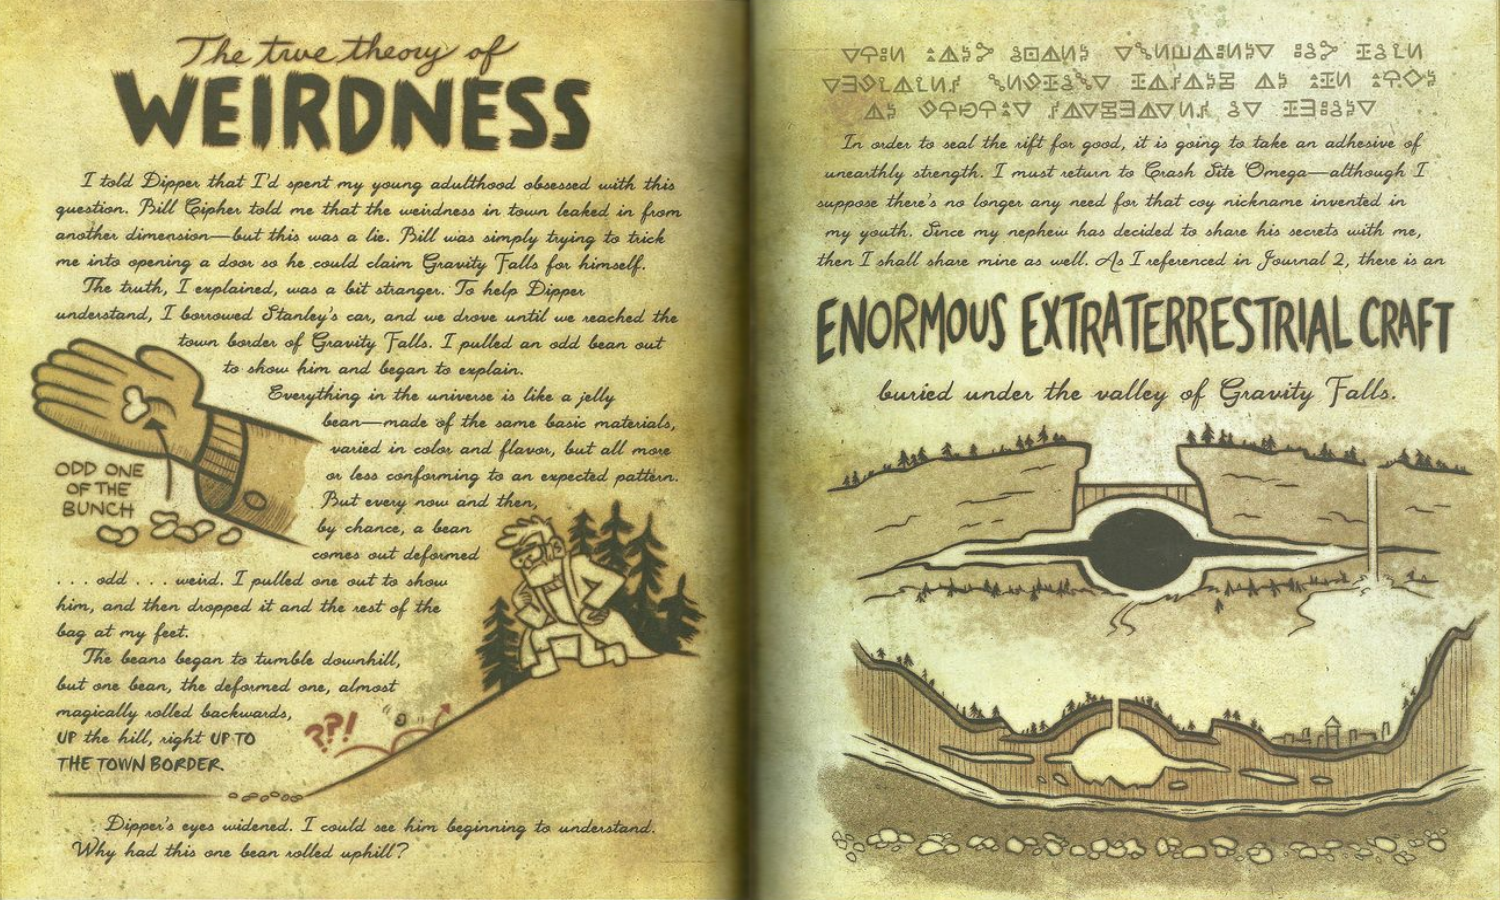 The true theory of
WEIRDNESS
I told Dipper that I'd spent my young adulthood obsessed with this
question. Bill Cipher told me that the weirdness in town leaked in from
another dimension—but this was a lie. Bill was simply trying to trick
me into opening a door so he could claim Gravity Falls for himself.
The truth, I explained, was a bit stranger. To help Dipper
understand, I borrowed Stanley's car, and we drove until we reached the
town border of Gravity Falls. I pulled an odd bean out
to show him and began to explain.
Everything in the universe is like a jelly
bean—made of the same basic materials,
varied in color and flavor, but all more
or less conforming to an expected pattern.
But every now and then,
by chance, a bean
comes out deformed
. . . odd . . . weird. I pulled one out to show
him, and then dropped it and the rest of the
bag at my feet.
The beans began to tumble downhill,
but one bean, the deformed one, almost
magically rolled backwards,
UP the hill, right UP TO
THE TOWN BORDER.
ODD ONE
OF THE
BUNCH
??!
Dipper's eyes widened. I could see him beginning to understand.
Why had this one bean rolled uphill?
In order to seal the rift for good, it is going to take an adhesive of
unearthly strength. I must return to Crash Site Omega—although I
suppose there's no longer any need for that coy nickname invented in
my youth. Since my nephew has decided to share his secrets with me,
then I shall share mine as well. As I referenced in Journal 2, there is an
ENORMOUS EXTRATERRESTRIAL CRAFT
buried under the valley of Gravity Falls.